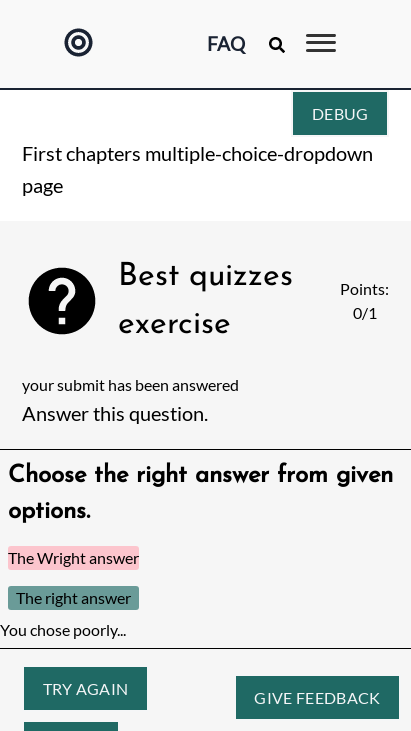 FAQ
DEBUG
First chapters multiple-choice-dropdown
page
Best quizzes
exercise
Points:
0/1
your submit has been answered
Answer this question.
Choose the right answer from given
options.
The Wright answer
The right answer
You chose poorly...
TRY AGAIN
GIVE FEEDBACK